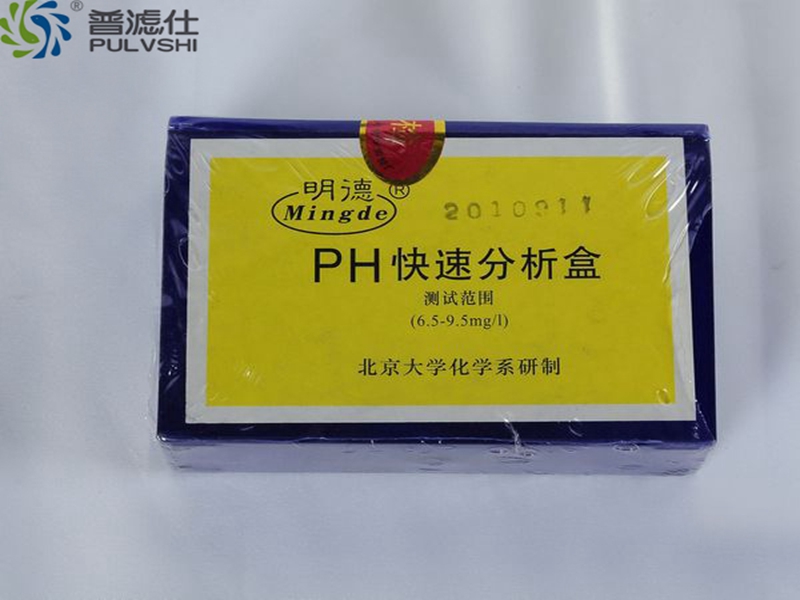 普滤仕®
PULVSHI
明德®
Mingde
PH快速分析盒
测试范围
(6.5-9.5mg/l)
北京大学化学系研制